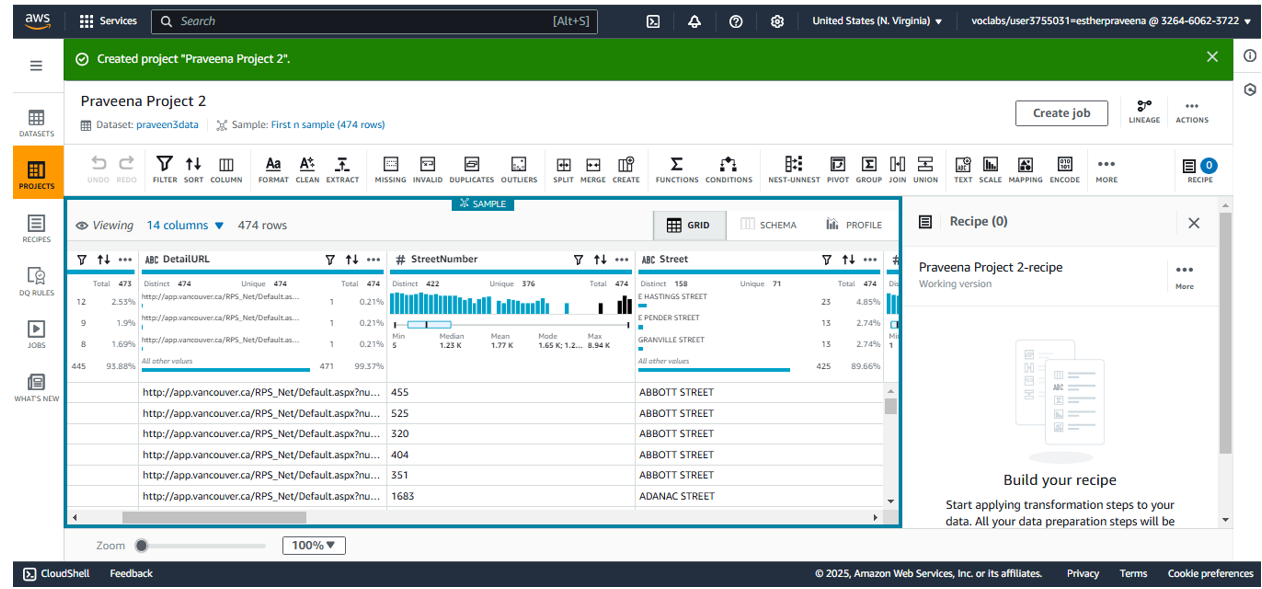 aws Services Search [Alt+S] United States (N. Virginia) voclabs/user3755031=estherpraveena @ 3264-6062-3722
Created project "Praveena Project 2".
Praveena Project 2
Dataset: praveen3data Sample: First n sample (474 rows)
Create job
LINEAGE ACTIONS
DATASETS
PROJECTS
RECIPES
DQ RULES
JOBS
WHAT'S NEW
UNDO REDO FILTER SORT COLUMN FORMAT CLEAN EXTRACT MISSING INVALID DUPLICATES OUTLIERS SPLIT MERGE CREATE FUNCTIONS CONDITIONS NEST-UNNEST PIVOT GROUP JOIN UNION TEXT SCALE MAPPING ENCODE MORE RECIPE 0
SAMPLE
Viewing 14 columns 474 rows GRID SCHEMA PROFILE
ABC DetailURL # StreetNumber ABC Street #
Total 473 Distinct 474 Unique 474 Total 474 Distinct 422 Unique 376 Total 474 Distinct 158 Unique 71 Total 474
12 2.53% http://app.vancouver.ca/RPS_Net/Default.as... 1 0.21% E HASTINGS STREET 23 4.85%
9 1.9% http://app.vancouver.ca/RPS_Net/Default.as... 1 0.21% E PENDER STREET 13 2.74%
8 1.69% http://app.vancouver.ca/RPS_Net/Default.as... 1 0.21% GRANVILLE STREET 13 2.74%
Min Median Mean Mode Max
5 1.23 K 1.77 K 1.65 K; 1.2... 8.94 K 1
445 93.88% All other values 471 99.37% All other values 425 89.66%
http://app.vancouver.ca/RPS_Net/Default.aspx?nu... 455 ABBOTT STREET
http://app.vancouver.ca/RPS_Net/Default.aspx?nu... 525 ABBOTT STREET
http://app.vancouver.ca/RPS_Net/Default.aspx?nu... 320 ABBOTT STREET
http://app.vancouver.ca/RPS_Net/Default.aspx?nu... 404 ABBOTT STREET
http://app.vancouver.ca/RPS_Net/Default.aspx?nu... 351 ABBOTT STREET
http://app.vancouver.ca/RPS_Net/Default.aspx?nu... 1683 ADANAC STREET
Recipe (0)
Praveena Project 2-recipe
Working version
More
Build your recipe
Start applying transformation steps to your
data. All your data preparation steps will be
Zoom 100%
CloudShell Feedback © 2025, Amazon Web Services, Inc. or its affiliates. Privacy Terms Cookie preferences